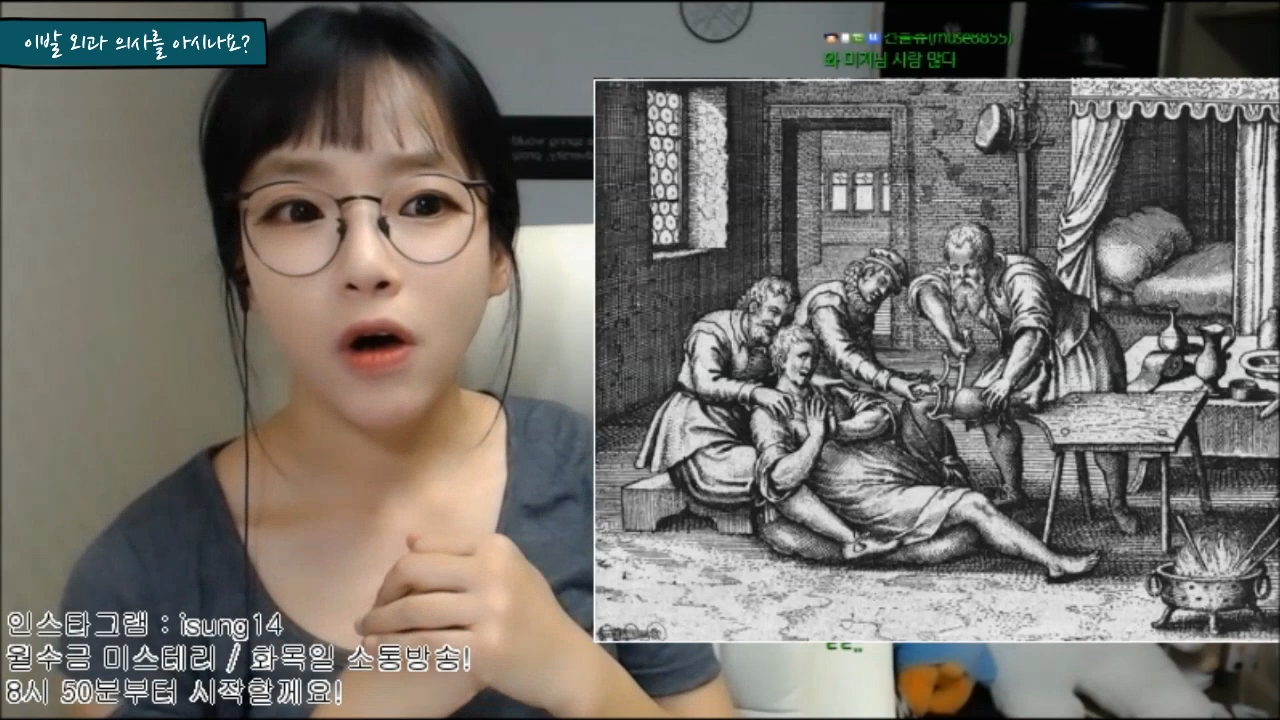 이발 외과 의사를 아시나요?
와 미지님 사람 많다
인스타그램 : isung14
월수금 미스테리 / 화목일 소통방송!
8시 50분부터 시작할께요!